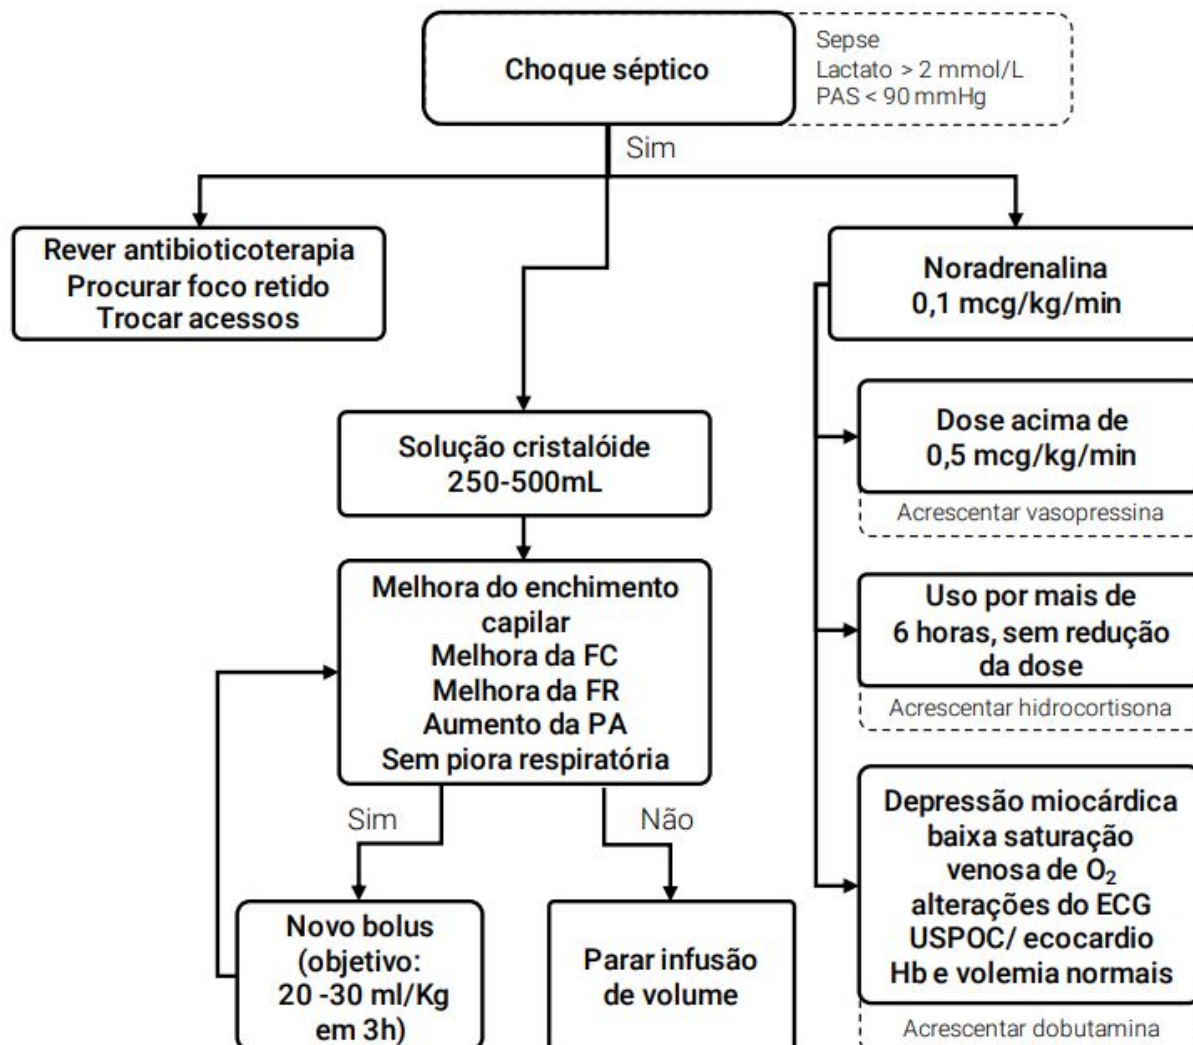 Choque séptico
Sepse
Lactato > 2 mmol/L
PAS < 90 mmHg
Sim
Rever antibioticoterapia
Procurar foco retido
Trocar acessos
Solução cristalóide
250-500mL
Melhora do enchimento
capilar
Melhora da FC
Melhora da FR
Aumento da PA
Sem piora respiratória
Sim
Não
Novo bolus
(objetivo:
20 -30 ml/Kg
em 3h)
Parar infusão
de volume
Noradrenalina
0,1 mcg/kg/min
Dose acima de
0,5 mcg/kg/min
Acrescentar vasopressina
Uso por mais de
6 horas, sem redução
da dose
Acrescentar hidrocortisona
Depressão miocárdica
baixa saturação
venosa de O₂
alterações do ECG
USPOC/ ecocardio
Hb e volemia normais
Acrescentar dobutamina